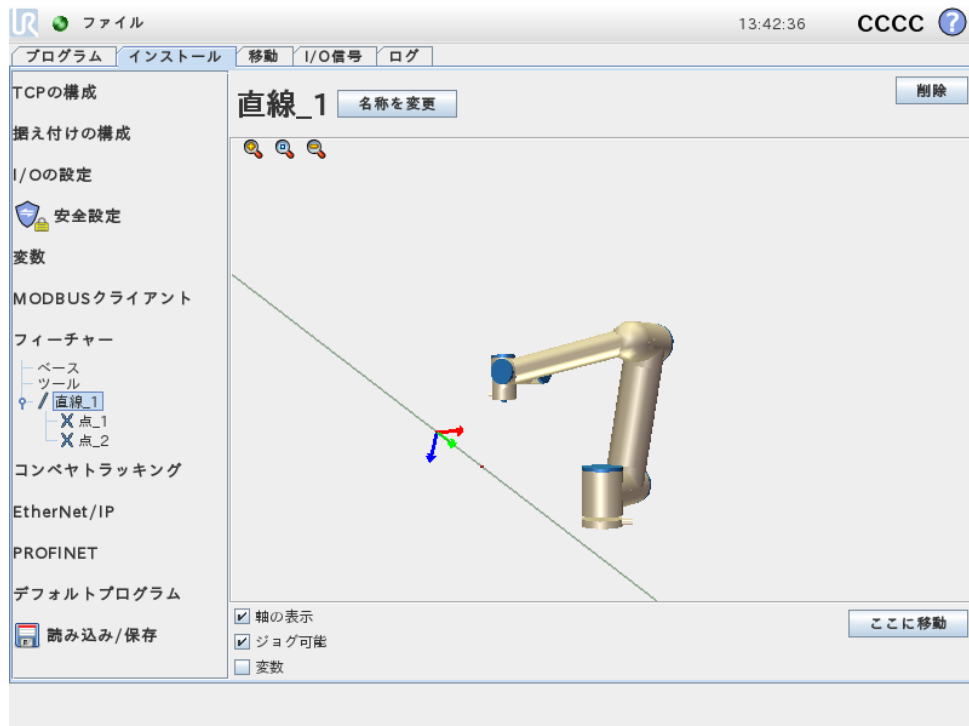 UR ファイル 13:42:36 CCCC ?
プログラム インストール 移動 I/O信号 ログ
TCPの構成
据え付けの構成
I/Oの設定
安全設定
変数
MODBUSクライアント
フィーチャー
ベース
ツール
直線_1
点_1
点_2
コンベヤトラッキング
EtherNet/IP
PROFINET
デフォルトプログラム
読み込み/保存
直線_1 名称を変更 削除
軸の表示
ジョグ可能
変数
ここに移動